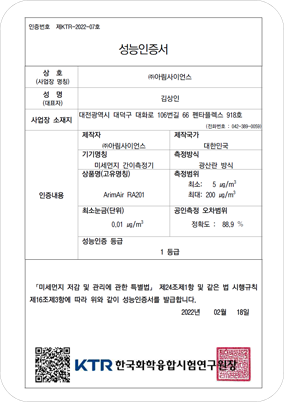 인증번호 제KTR-2022-07호
성능인증서
상 호
(사업장 명칭)
㈜아림사이언스
성 명
(대표자)
김상인
사업장 소재지
대전광역시 대덕구 대화로 106번길 66 펜타플렉스 918호
(전화번호 : 042-389-0059)
인증내용
제작자
㈜아림사이언스
제작국가
대한민국
기기명칭
미세먼지 간이측정기
측정방식
광산란 방식
상품명(고유명칭)
ArimAir RA201
측정범위
최소: 5 μg/m³
최대: 200 μg/m³
최소눈금(단위)
0.01 μg/m³
공인측정 오차범위
정확도 : 88.9 %
성능인증 등급
1 등급
「미세먼지 저감 및 관리에 관한 특별법」 제24조제1항 및 같은 법 시행규칙
제16조제3항에 따라 위와 같이 성능인증서를 발급합니다.
2022년 02월 18일
KTR 한국화학융합시험연구원장